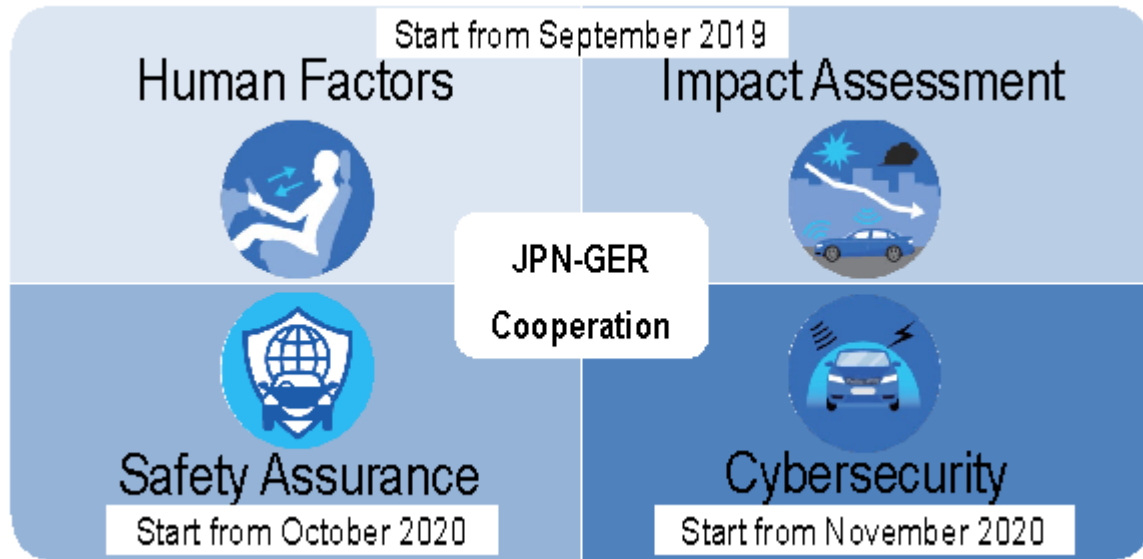 Start from September 2019
Human Factors
Impact Assessment
JPN-GER
Cooperation
Safety Assurance
Start from October 2020
Cybersecurity
Start from November 2020